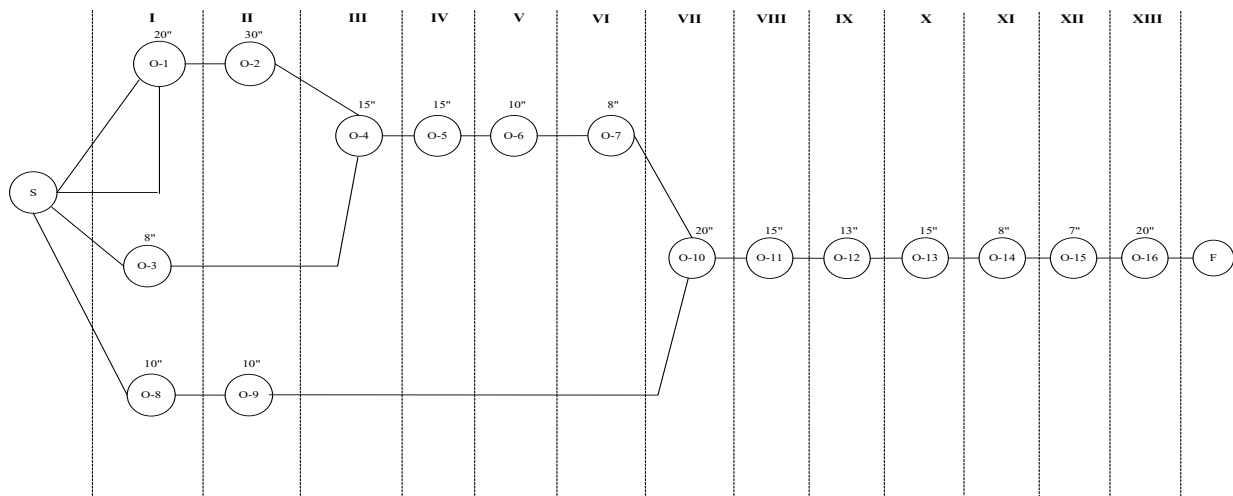 I II III IV V VI VII VIII IX X XI XII XIII
20" 30"
O-1 O-2
15" 15" 10" 8"
O-4 O-5 O-6 O-7
S
8" 20" 15" 13" 15" 8" 7" 20"
O-3 O-10 O-11 O-12 O-13 O-14 O-15 O-16 F
10" 10"
O-8 O-9